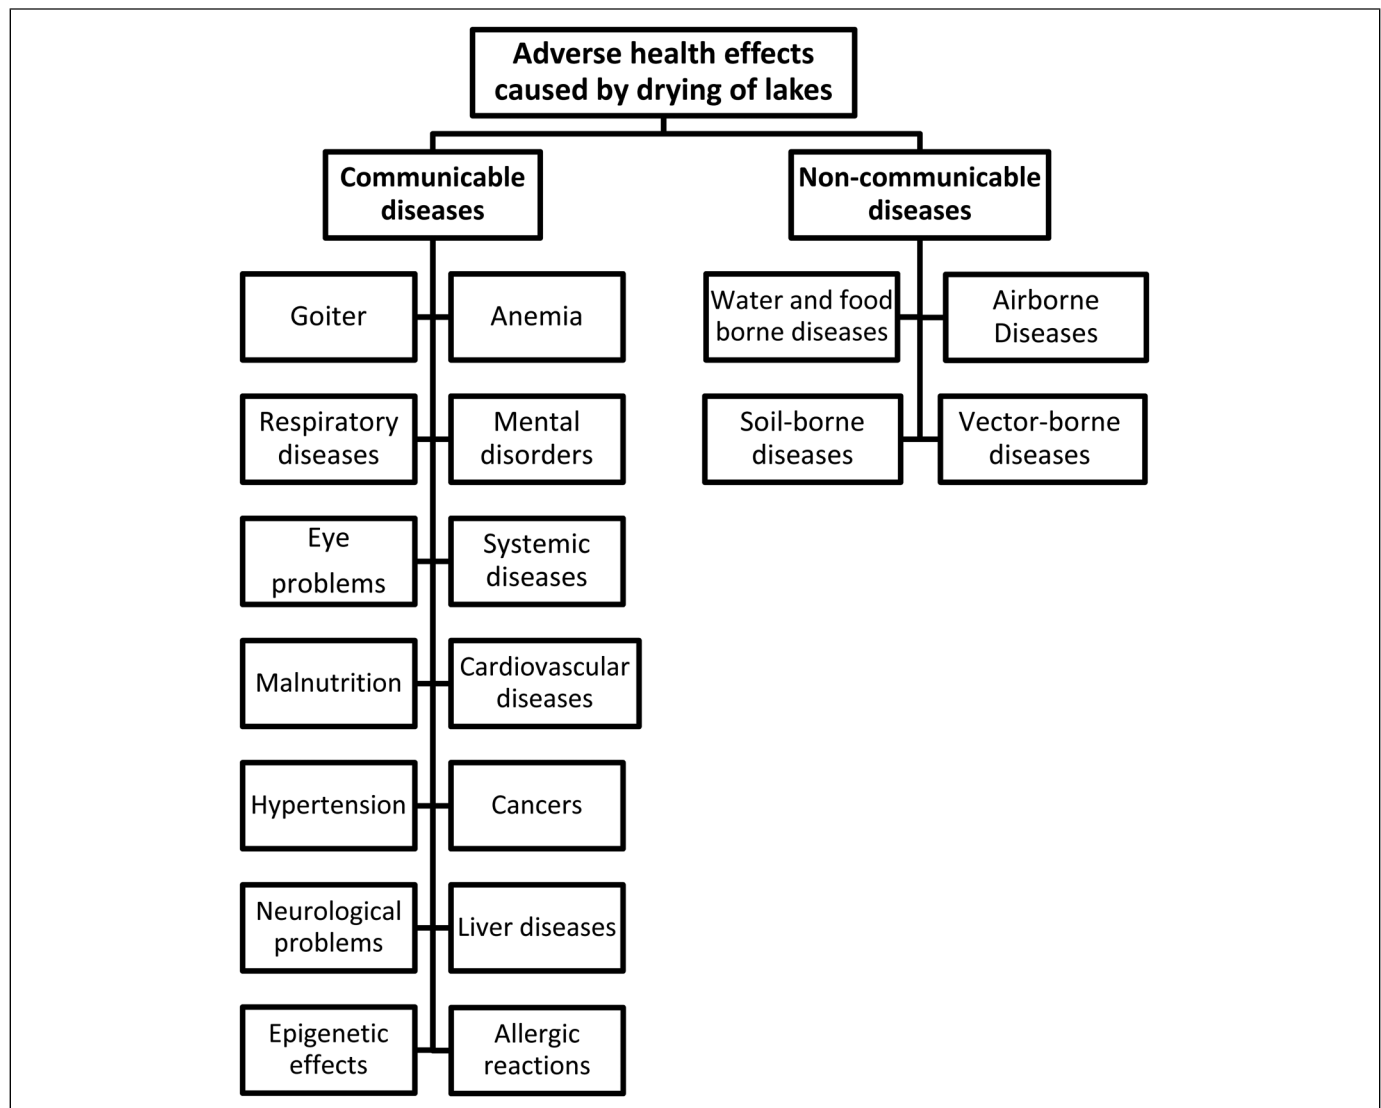 Adverse health effects
caused by drying of lakes
Communicable
diseases
Non-communicable
diseases
Goiter
Anemia
Water and food
borne diseases
Airborne
Diseases
Respiratory
diseases
Mental
disorders
Soil-borne
diseases
Vector-borne
diseases
Eye
problems
Systemic
diseases
Malnutrition
Cardiovascular
diseases
Hypertension
Cancers
Neurological
problems
Liver diseases
Epigenetic
effects
Allergic
reactions